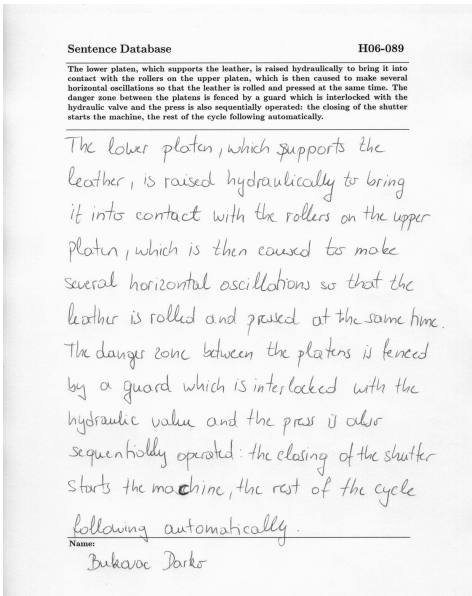 Sentence Database H06-089
The lower platen, which supports the leather, is raised hydraulically to bring it into
contact with the rollers on the upper platen, which is then caused to make several
horizontal oscillations so that the leather is rolled and pressed at the same time. The
danger zone between the platens is fenced by a guard which is interlocked with the
hydraulic valve and the press is also sequentially operated: the closing of the shutter
starts the machine, the rest of the cycle following automatically.
The lower platen, which supports the
leather, is raised hydraulically to bring
it into contact with the rollers on the upper
platen, which is then caused to make
several horizontal oscillations so that the
leather is rolled and pressed at the same time.
The danger zone between the platens is fenced
by a guard which is interlocked with the
hydraulic valve and the press is also
sequentially operated: the closing of the shutter
starts the machine, the rest of the cycle
following automatically.
Name:
Bukovac Darko